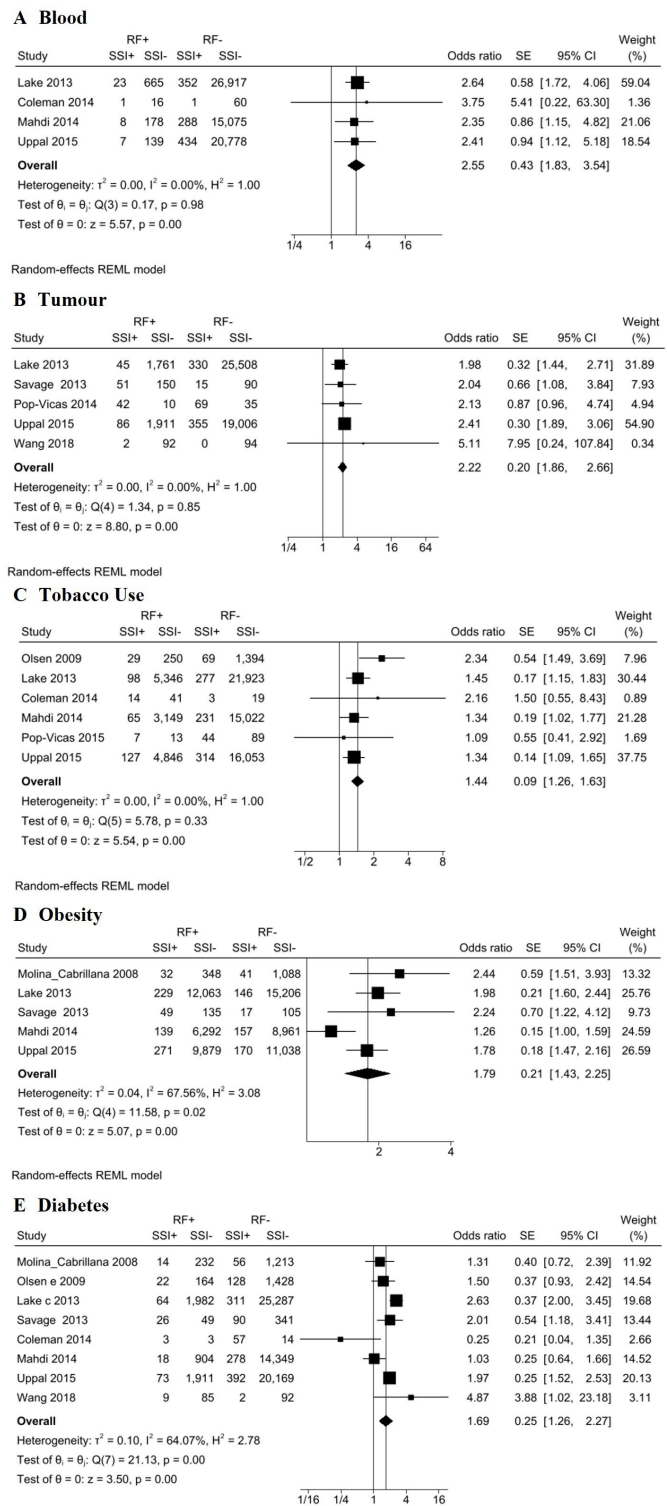 A Blood
RF+ RF- Weight
Study SSI+ SSI- SSI+ SSI- Odds ratio SE 95% CI (%)
Lake 2013 23 665 352 26,917 2.64 0.58 [1.72, 4.06] 59.04
Coleman 2014 1 16 1 60 3.75 5.41 [0.22, 63.30] 1.36
Mahdi 2014 8 178 288 15,075 2.35 0.86 [1.15, 4.82] 21.06
Uppal 2015 7 139 434 20,778 2.41 0.94 [1.12, 5.18] 18.54
Overall 2.55 0.43 [1.83, 3.54]
Heterogeneity: τ² = 0.00, I² = 0.00%, H² = 1.00
Test of θi = θj: Q(3) = 0.17, p = 0.98
Test of θ = 0: z = 5.57, p = 0.00
1/4 1 4 16
Random-effects REML model
B Tumour
RF+ RF- Weight
Study SSI+ SSI- SSI+ SSI- Odds ratio SE 95% CI (%)
Lake 2013 45 1,761 330 25,508 1.98 0.32 [1.44, 2.71] 31.89
Savage 2013 51 150 15 90 2.04 0.66 [1.08, 3.84] 7.93
Pop-Vicas 2014 42 10 69 35 2.13 0.87 [0.96, 4.74] 4.94
Uppal 2015 86 1,911 355 19,006 2.41 0.30 [1.89, 3.06] 54.90
Wang 2018 2 92 0 94 5.11 7.95 [0.24, 107.84] 0.34
Overall 2.22 0.20 [1.86, 2.66]
Heterogeneity: τ² = 0.00, I² = 0.00%, H² = 1.00
Test of θi = θj: Q(4) = 1.34, p = 0.85
Test of θ = 0: z = 8.80, p = 0.00
1/4 1 4 16 64
Random-effects REML model
C Tobacco Use
RF+ RF- Weight
Study SSI+ SSI- SSI+ SSI- Odds ratio SE 95% CI (%)
Olsen 2009 29 250 69 1,394 2.34 0.54 [1.49, 3.69] 7.96
Lake 2013 98 5,346 277 21,923 1.45 0.17 [1.15, 1.83] 30.44
Coleman 2014 14 41 3 19 2.16 1.50 [0.55, 8.43] 0.89
Mahdi 2014 65 3,149 231 15,022 1.34 0.19 [1.02, 1.77] 21.28
Pop-Vicas 2015 7 13 44 89 1.09 0.55 [0.41, 2.92] 1.69
Uppal 2015 127 4,846 314 16,053 1.34 0.14 [1.09, 1.65] 37.75
Overall 1.44 0.09 [1.26, 1.63]
Heterogeneity: τ² = 0.00, I² = 0.00%, H² = 1.00
Test of θi = θj: Q(5) = 5.78, p = 0.33
Test of θ = 0: z = 5.54, p = 0.00
1/2 1 2 4 8
Random-effects REML model
D Obesity
RF+ RF- Weight
Study SSI+ SSI- SSI+ SSI- Odds ratio SE 95% CI (%)
Molina_Cabrillana 2008 32 348 41 1,088 2.44 0.59 [1.51, 3.93] 13.32
Lake 2013 229 12,063 146 15,206 1.98 0.21 [1.60, 2.44] 25.76
Savage 2013 49 135 17 105 2.24 0.70 [1.22, 4.12] 9.73
Mahdi 2014 139 6,292 157 8,961 1.26 0.15 [1.00, 1.59] 24.59
Uppal 2015 271 9,879 170 11,038 1.78 0.18 [1.47, 2.16] 26.59
Overall 1.79 0.21 [1.43, 2.25]
Heterogeneity: τ² = 0.04, I² = 67.56%, H² = 3.08
Test of θi = θj: Q(4) = 11.58, p = 0.02
Test of θ = 0: z = 5.07, p = 0.00
2 4
Random-effects REML model
E Diabetes
RF+ RF- Weight
Study SSI+ SSI- SSI+ SSI- Odds ratio SE 95% CI (%)
Molina_Cabrillana 2008 14 232 56 1,213 1.31 0.40 [0.72, 2.39] 11.92
Olsen e 2009 22 164 128 1,428 1.50 0.37 [0.93, 2.42] 14.54
Lake c 2013 64 1,982 311 25,287 2.63 0.37 [2.00, 3.45] 19.68
Savage 2013 26 49 90 341 2.01 0.54 [1.18, 3.41] 13.44
Coleman 2014 3 3 57 14 0.25 0.21 [0.04, 1.35] 2.66
Mahdi 2014 18 904 278 14,349 1.03 0.25 [0.64, 1.66] 14.52
Uppal 2015 73 1,911 392 20,169 1.97 0.25 [1.52, 2.53] 20.13
Wang 2018 9 85 2 92 4.87 3.88 [1.02, 23.18] 3.11
Overall 1.69 0.25 [1.26, 2.27]
Heterogeneity: τ² = 0.10, I² = 64.07%, H² = 2.78
Test of θi = θj: Q(7) = 21.13, p = 0.00
Test of θ = 0: z = 3.50, p = 0.00
1/16 1/4 1 4 16